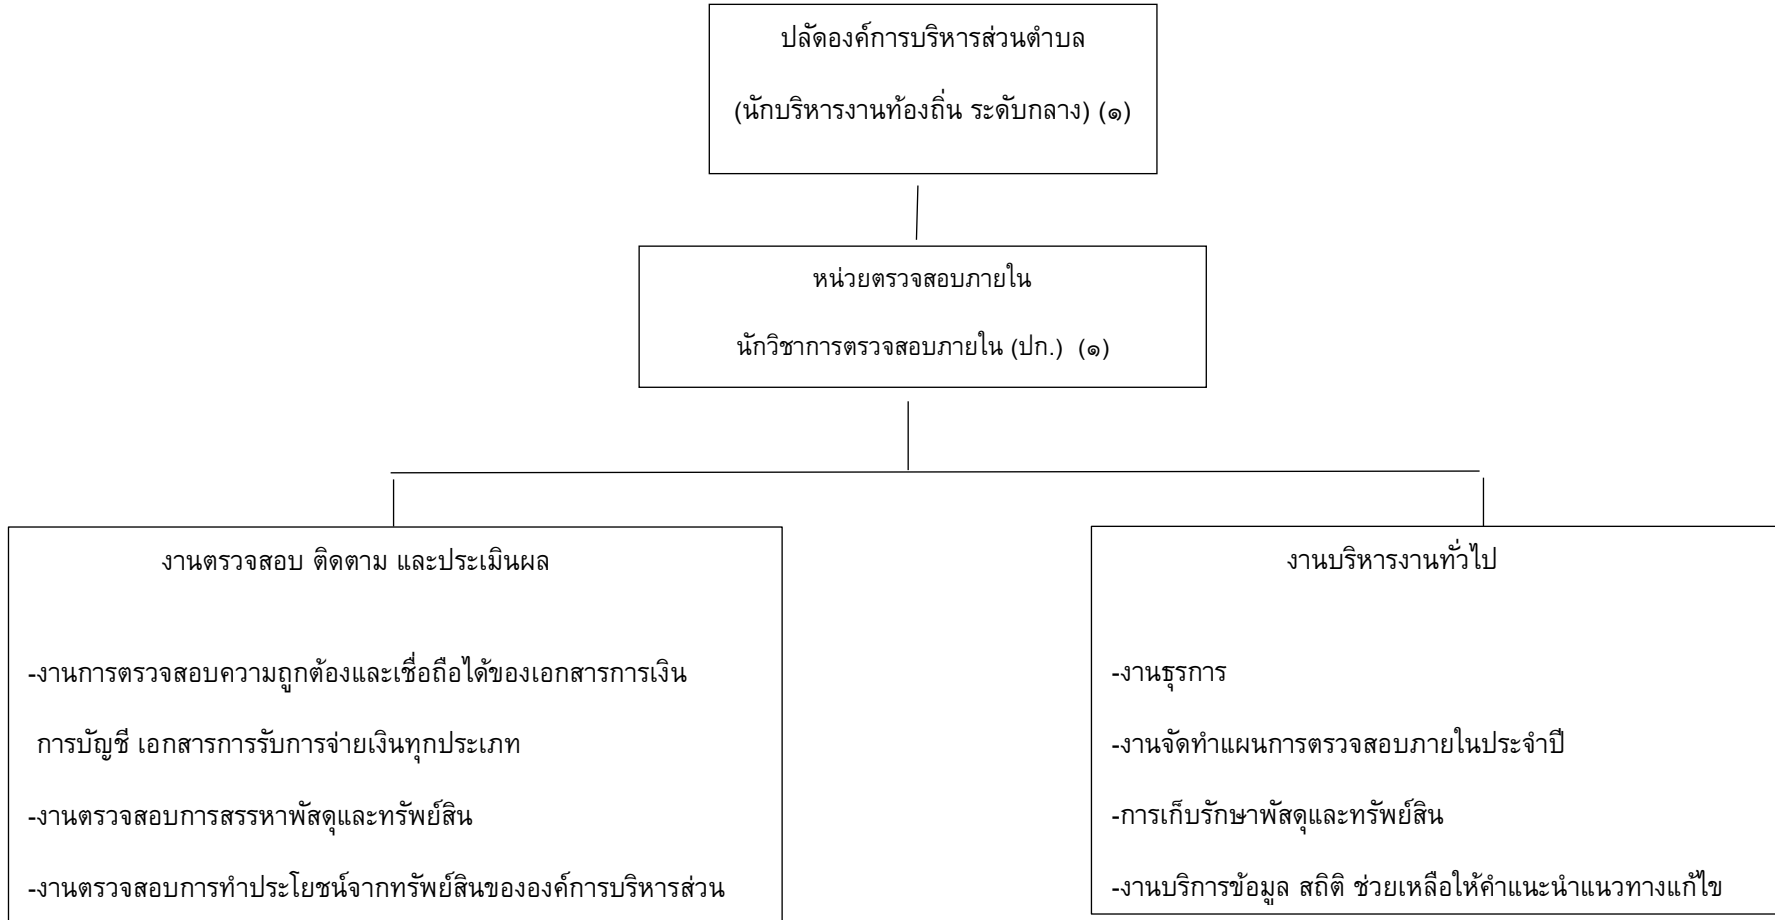 ปลัดองค์การบริหารส่วนตำบล
(นักบริหารงานท้องถิ่น ระดับกลาง) (๑)
หน่วยตรวจสอบภายใน
นักวิชาการตรวจสอบภายใน (ปก.) (๑)
งานตรวจสอบ ติดตาม และประเมินผล
-งานการตรวจสอบความถูกต้องและเชื่อถือได้ของเอกสารการเงิน
การบัญชี เอกสารการรับการจ่ายเงินทุกประเภท
-งานตรวจสอบการสรรหาพัสดุและทรัพย์สิน
-งานตรวจสอบการทำประโยชน์จากทรัพย์สินขององค์การบริหารส่วน
งานบริหารงานทั่วไป
-งานธุรการ
-งานจัดทำแผนการตรวจสอบภายในประจำปี
-การเก็บรักษาพัสดุและทรัพย์สิน
-งานบริการข้อมูล สถิติ ช่วยเหลือให้คำแนะนำแนวทางแก้ไข